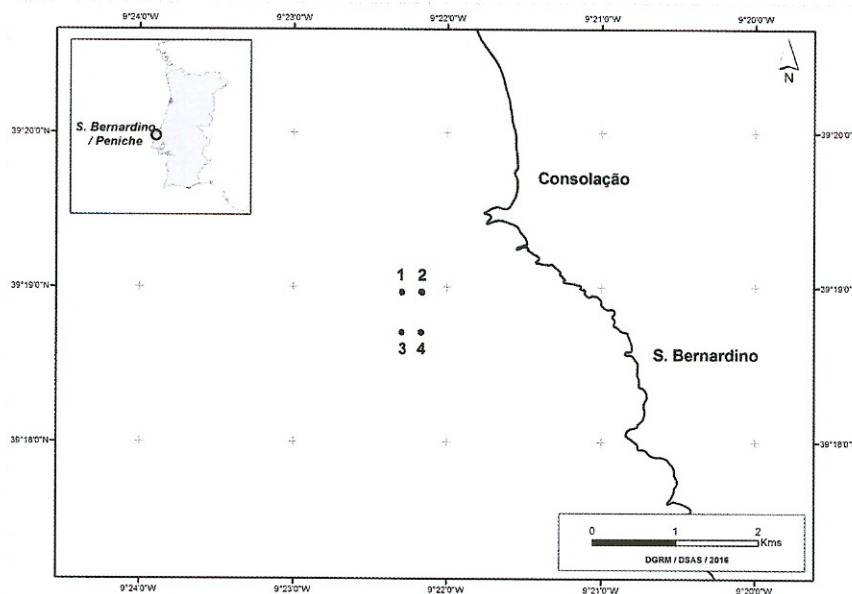 9°24'0"W 9°23'0"W 9°22'0"W 9°21'0"W 9°20'0"W
S. Bernardino
/ Peniche
N
39°20'0"N 39°20'0"N
Consolação
39°19'0"N 39°19'0"N
1 2
3 4
S. Bernardino
39°18'0"N 39°18'0"N
0 1 2
Kms
DGRM / DSAS / 2016
9°24'0"W 9°23'0"W 9°22'0"W 9°21'0"W 9°20'0"W